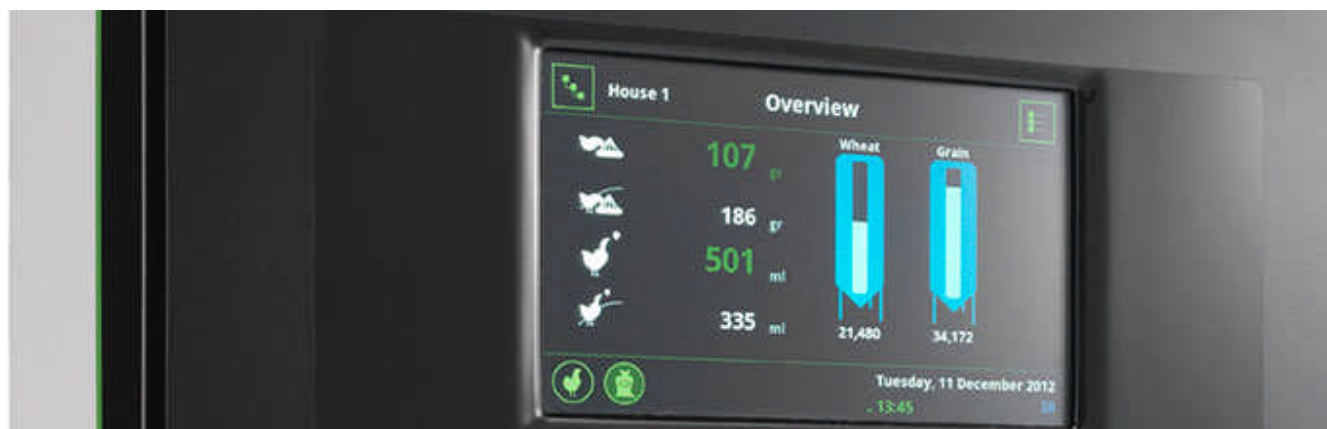 House 1
Overview
Wheat
Grain
107 gr
186 gr
501 ml
335 ml
21,480
34,172
Tuesday, 11 December 2012
13:45